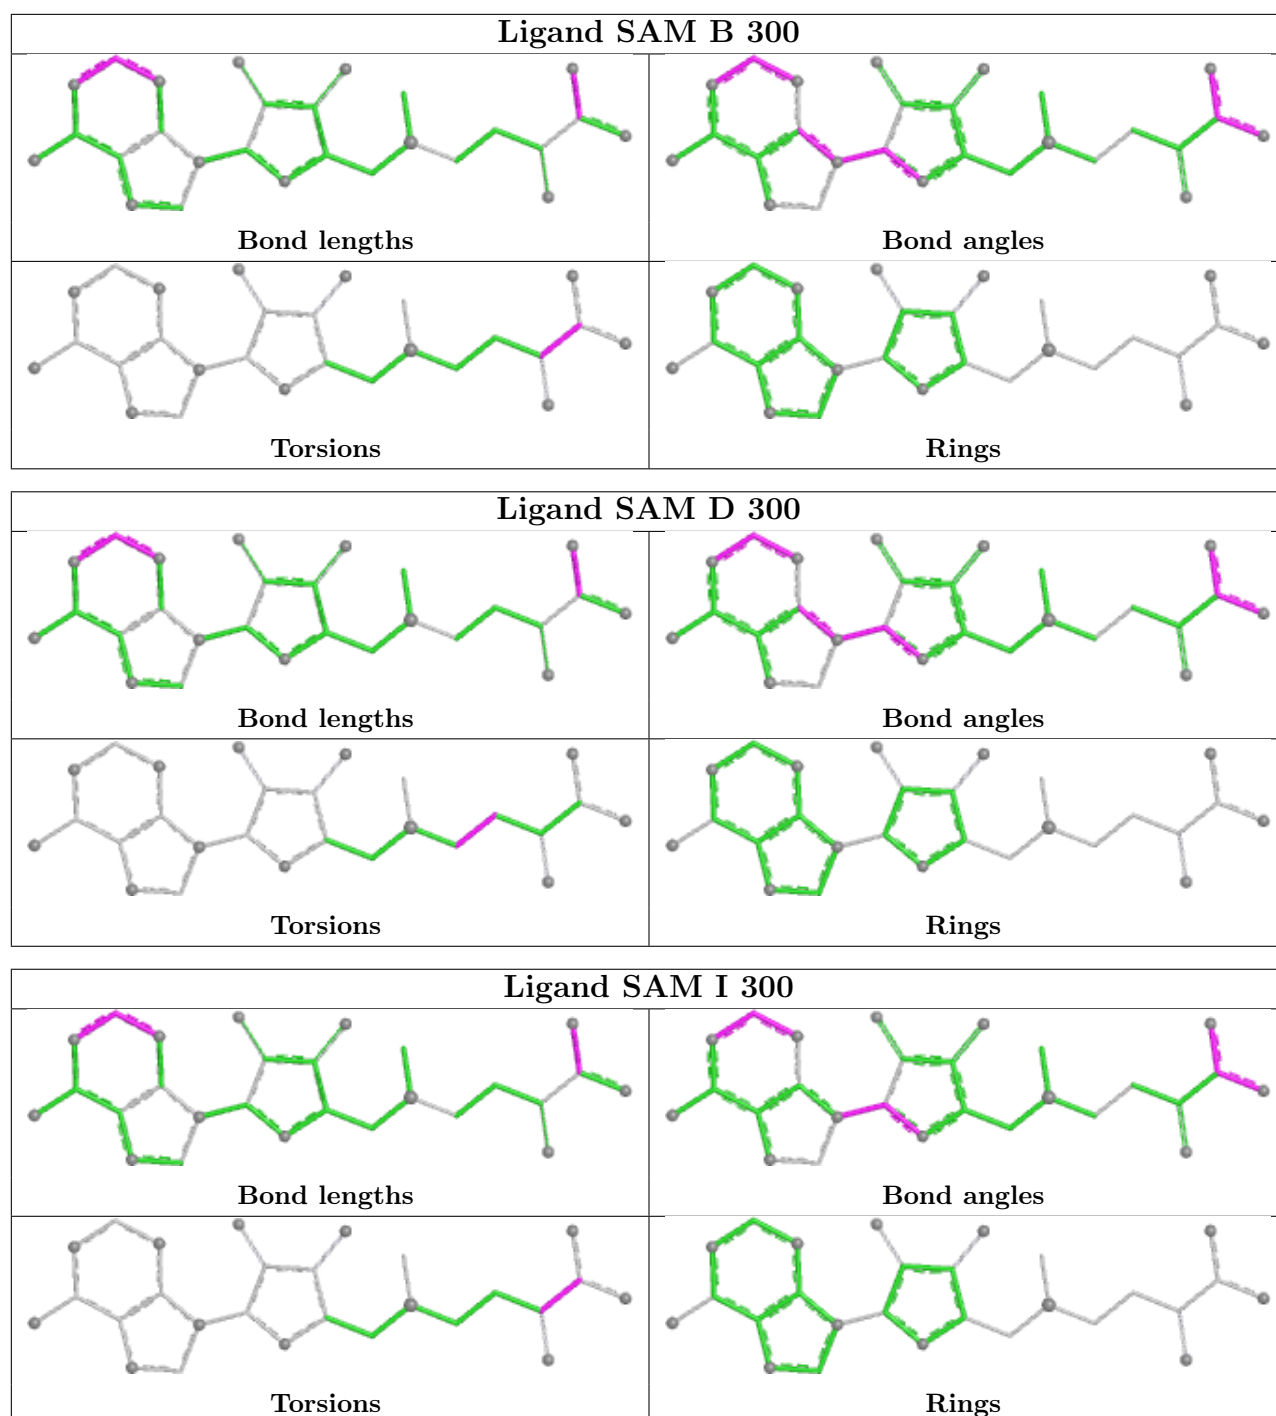 Ligand SAM B 300
Bond lengths
Bond angles
Torsions
Rings
Ligand SAM D 300
Bond lengths
Bond angles
Torsions
Rings
Ligand SAM I 300
Bond lengths
Bond angles
Torsions
Rings